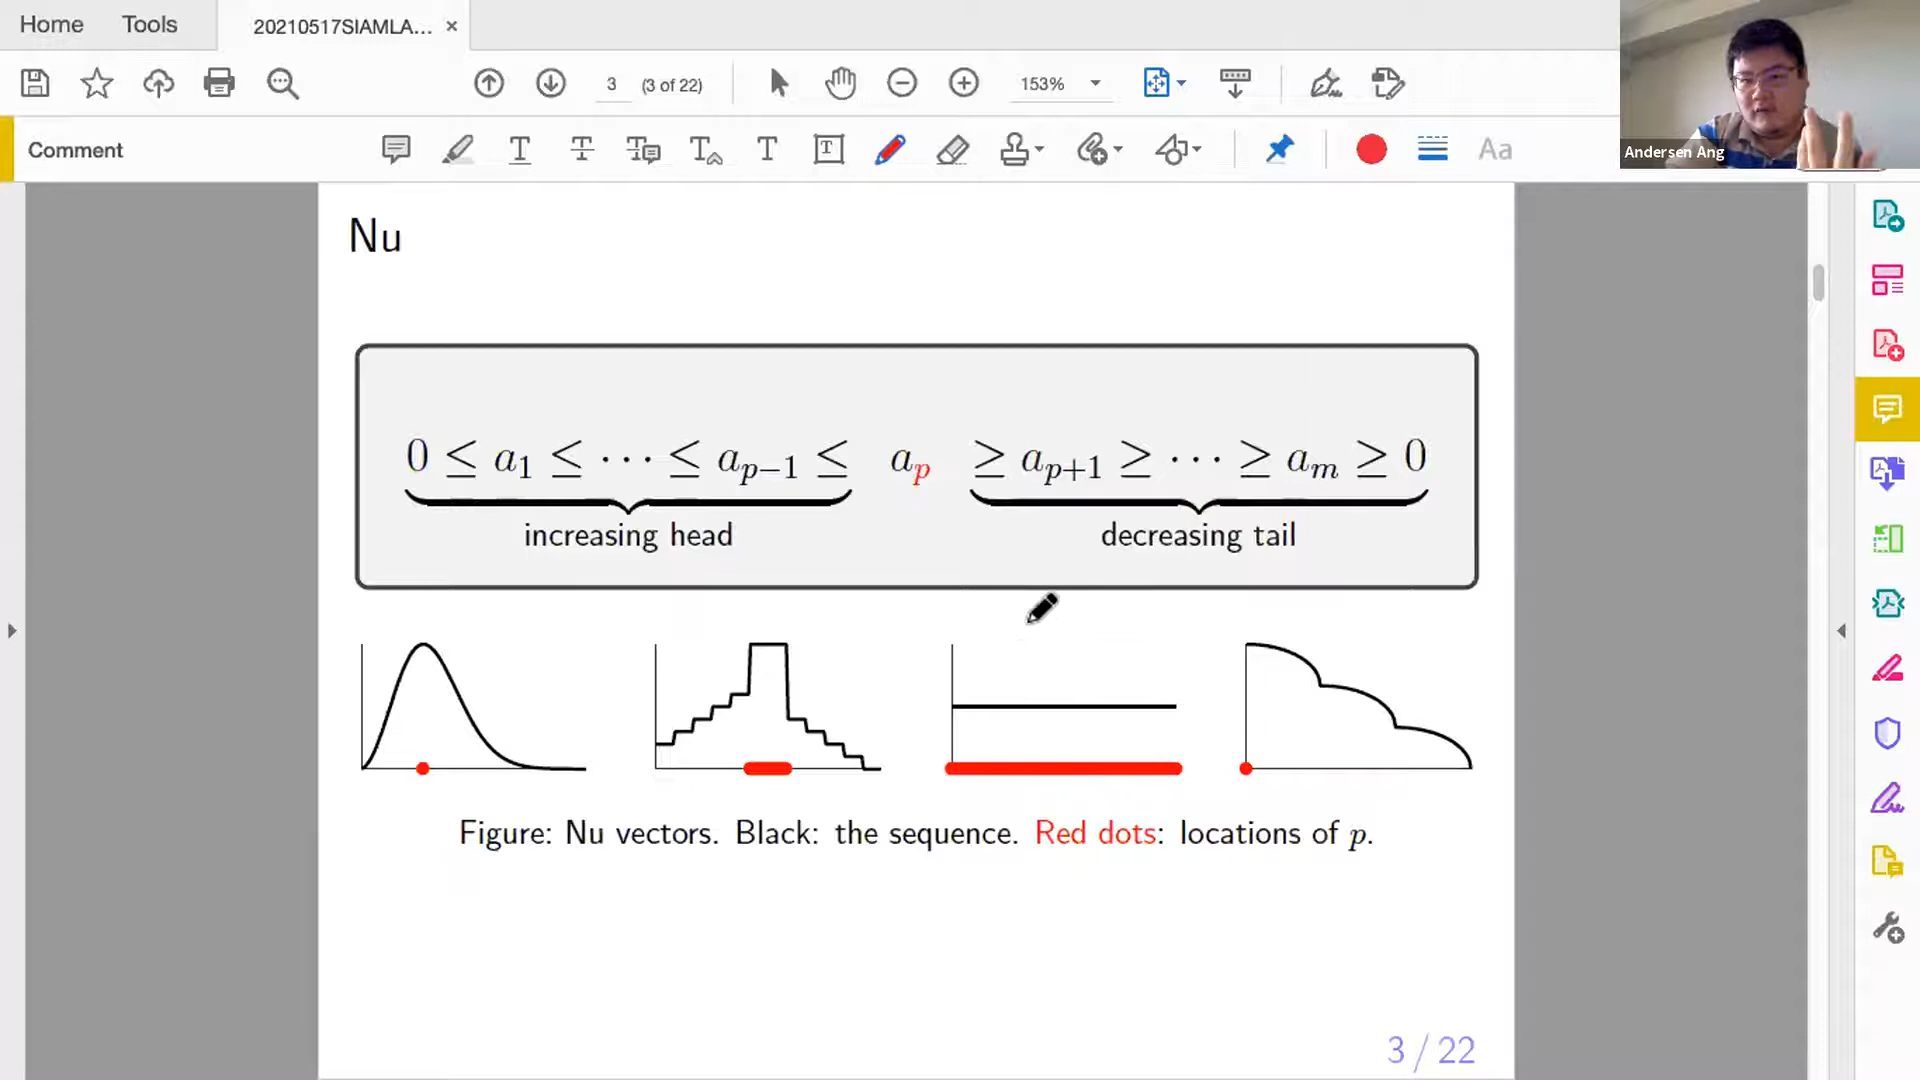 Home Tools 20210517SIAMLA... ×
3 (3 of 22) 153%
Comment T T T T T T Aa
Andersen Ang
Nu
0 ≤ a_1 ≤ ⋯ ≤ a_{p−1} ≤ a_p ≥ a_{p+1} ≥ ⋯ ≥ a_m ≥ 0
increasing head decreasing tail
Figure: Nu vectors. Black: the sequence. Red dots: locations of p.
3 / 22